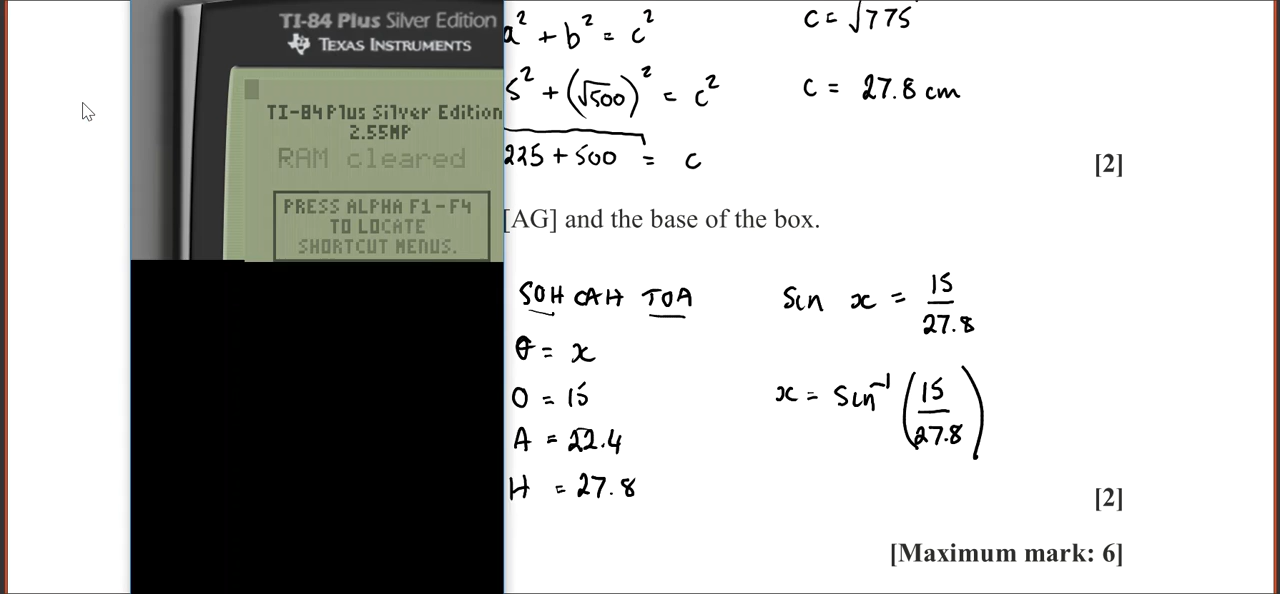 TI-84 Plus Silver Edition
TEXAS INSTRUMENTS
TI-84 Plus Silver Edition
2.55MP
RAM cleared
PRESS ALPHA F1-F4
TO LOCATE
SHORTCUT MENUS.
a² + b² = c²
5² + (√500)² = c²
225 + 500 = c
c = √775
c = 27.8 cm
[2]
[AG] and the base of the box.
SOH CAH TOA
θ = x
O = 15
A = 22.4
H = 27.8
Sin x = 15/27.8
x = Sin⁻¹ (15/27.8)
[2]
[Maximum mark: 6]